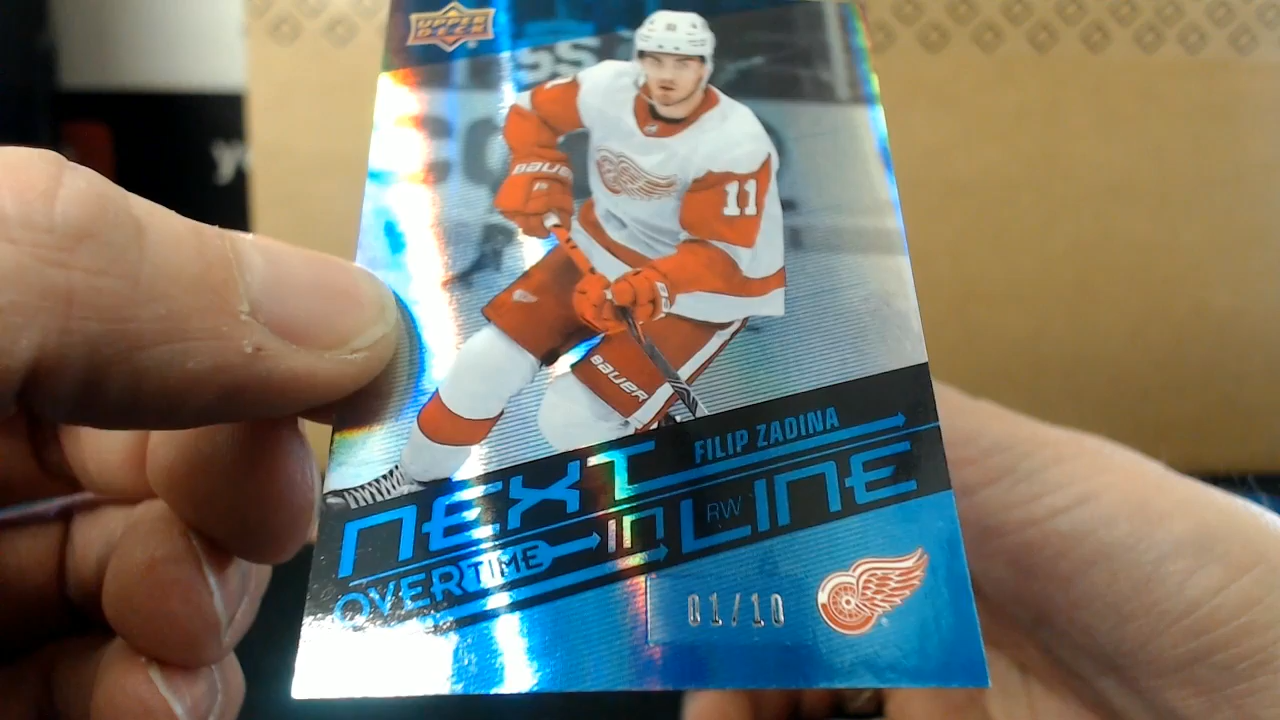 UPPER DECK
11
BAUER
BAUER
FILIP ZADINA
NEXT
IN LINE
RW
OVERTIME
01/10